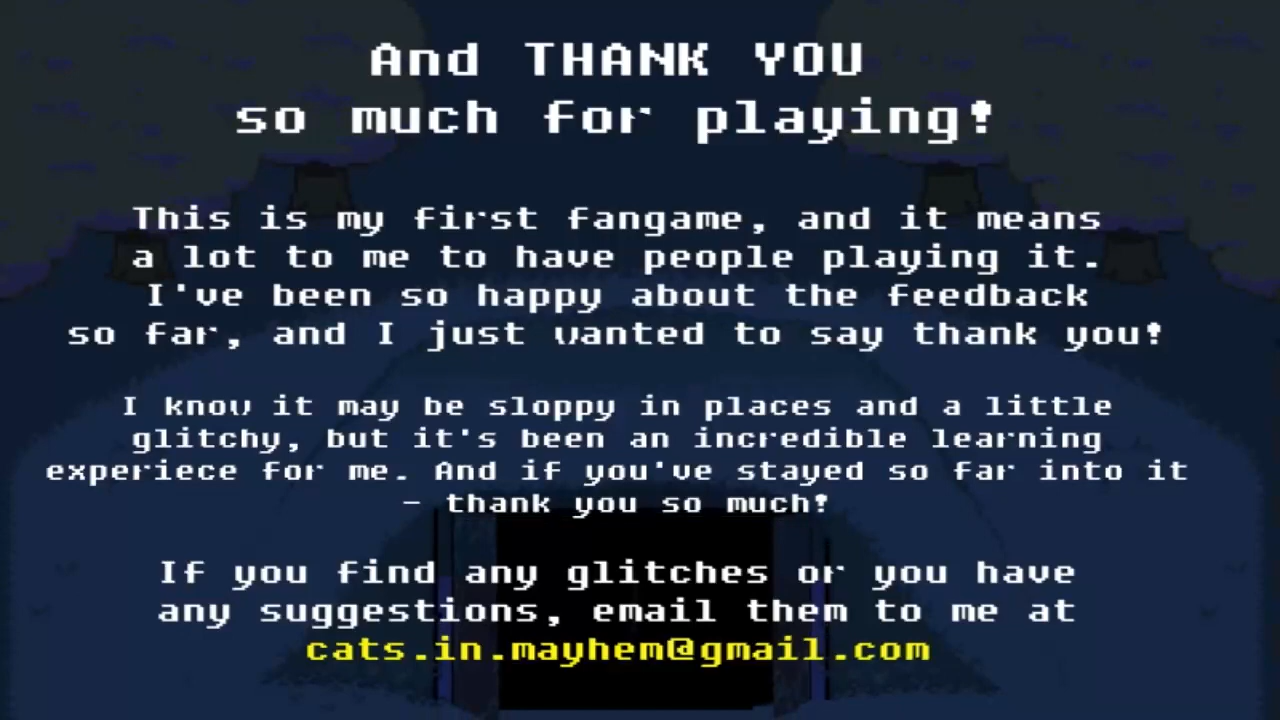 And THANK YOU
so much for playing!
This is my first fangame, and it means
a lot to me to have people playing it.
I've been so happy about the feedback
so far, and I just wanted to say thank you!
I know it may be sloppy in places and a little
glitchy, but it's been an incredible learning
experiece for me. And if you've stayed so far into it
- thank you so much!
If you find any glitches or you have
any suggestions, email them to me at
cats.in.mayhem@gmail.com